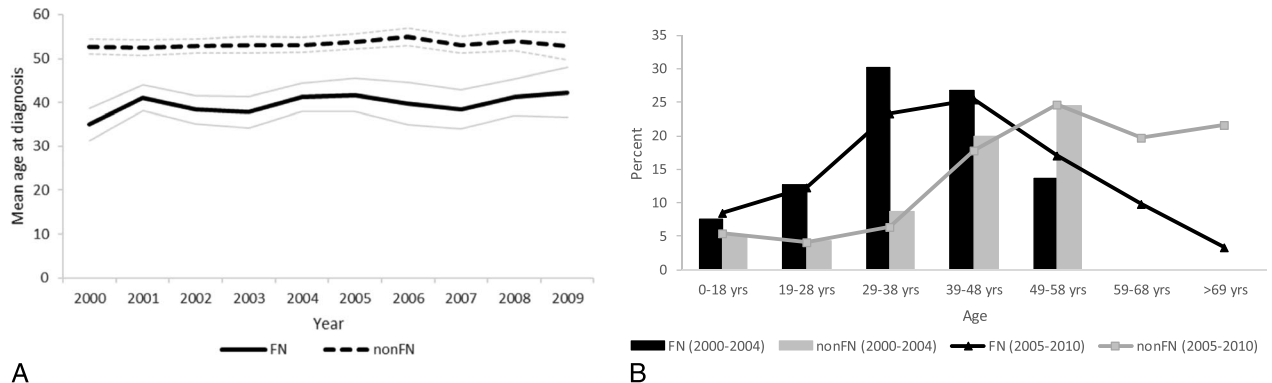 60
50
40
30
20
10
0
Mean age at diagnosis
2000 2001 2002 2003 2004 2005 2006 2007 2008 2009
Year
FN nonFN
A
35
30
25
20
15
10
5
0
Percent
0-18 yrs 19-28 yrs 29-38 yrs 39-48 yrs 49-58 yrs 59-68 yrs >69 yrs
Age
FN (2000-2004) nonFN (2000-2004) FN (2005-2010) nonFN (2005-2010)
B